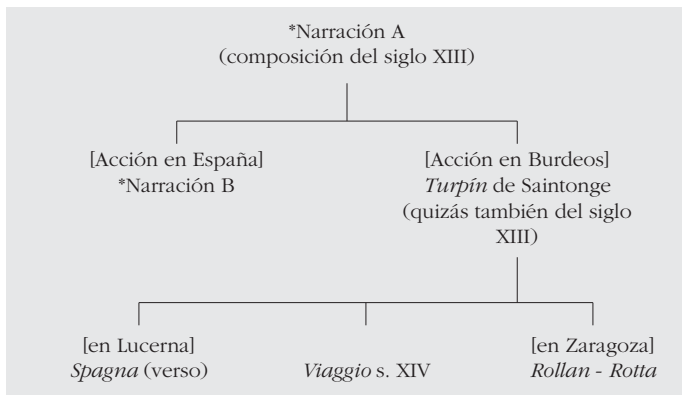 *Narración A
(composición del siglo XIII)
[Acción en España]
*Narración B
[Acción en Burdeos]
Turpín de Saintonge
(quizás también del siglo
XIII)
[en Lucerna]
Spagna (verso)
Viaggio s. XIV
[en Zaragoza]
Rollan - Rotta